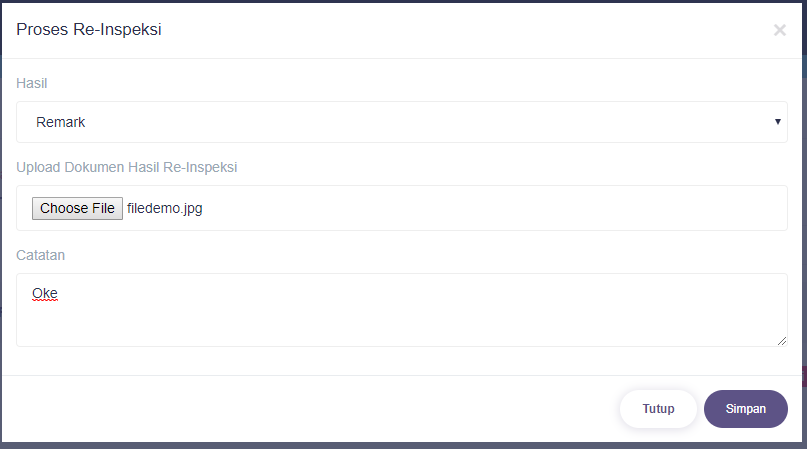 Proses Re-Inspeksi
×
Hasil
Remark
Upload Dokumen Hasil Re-Inspeksi
Choose File filedemo.jpg
Catatan
Oke
Tutup Simpan